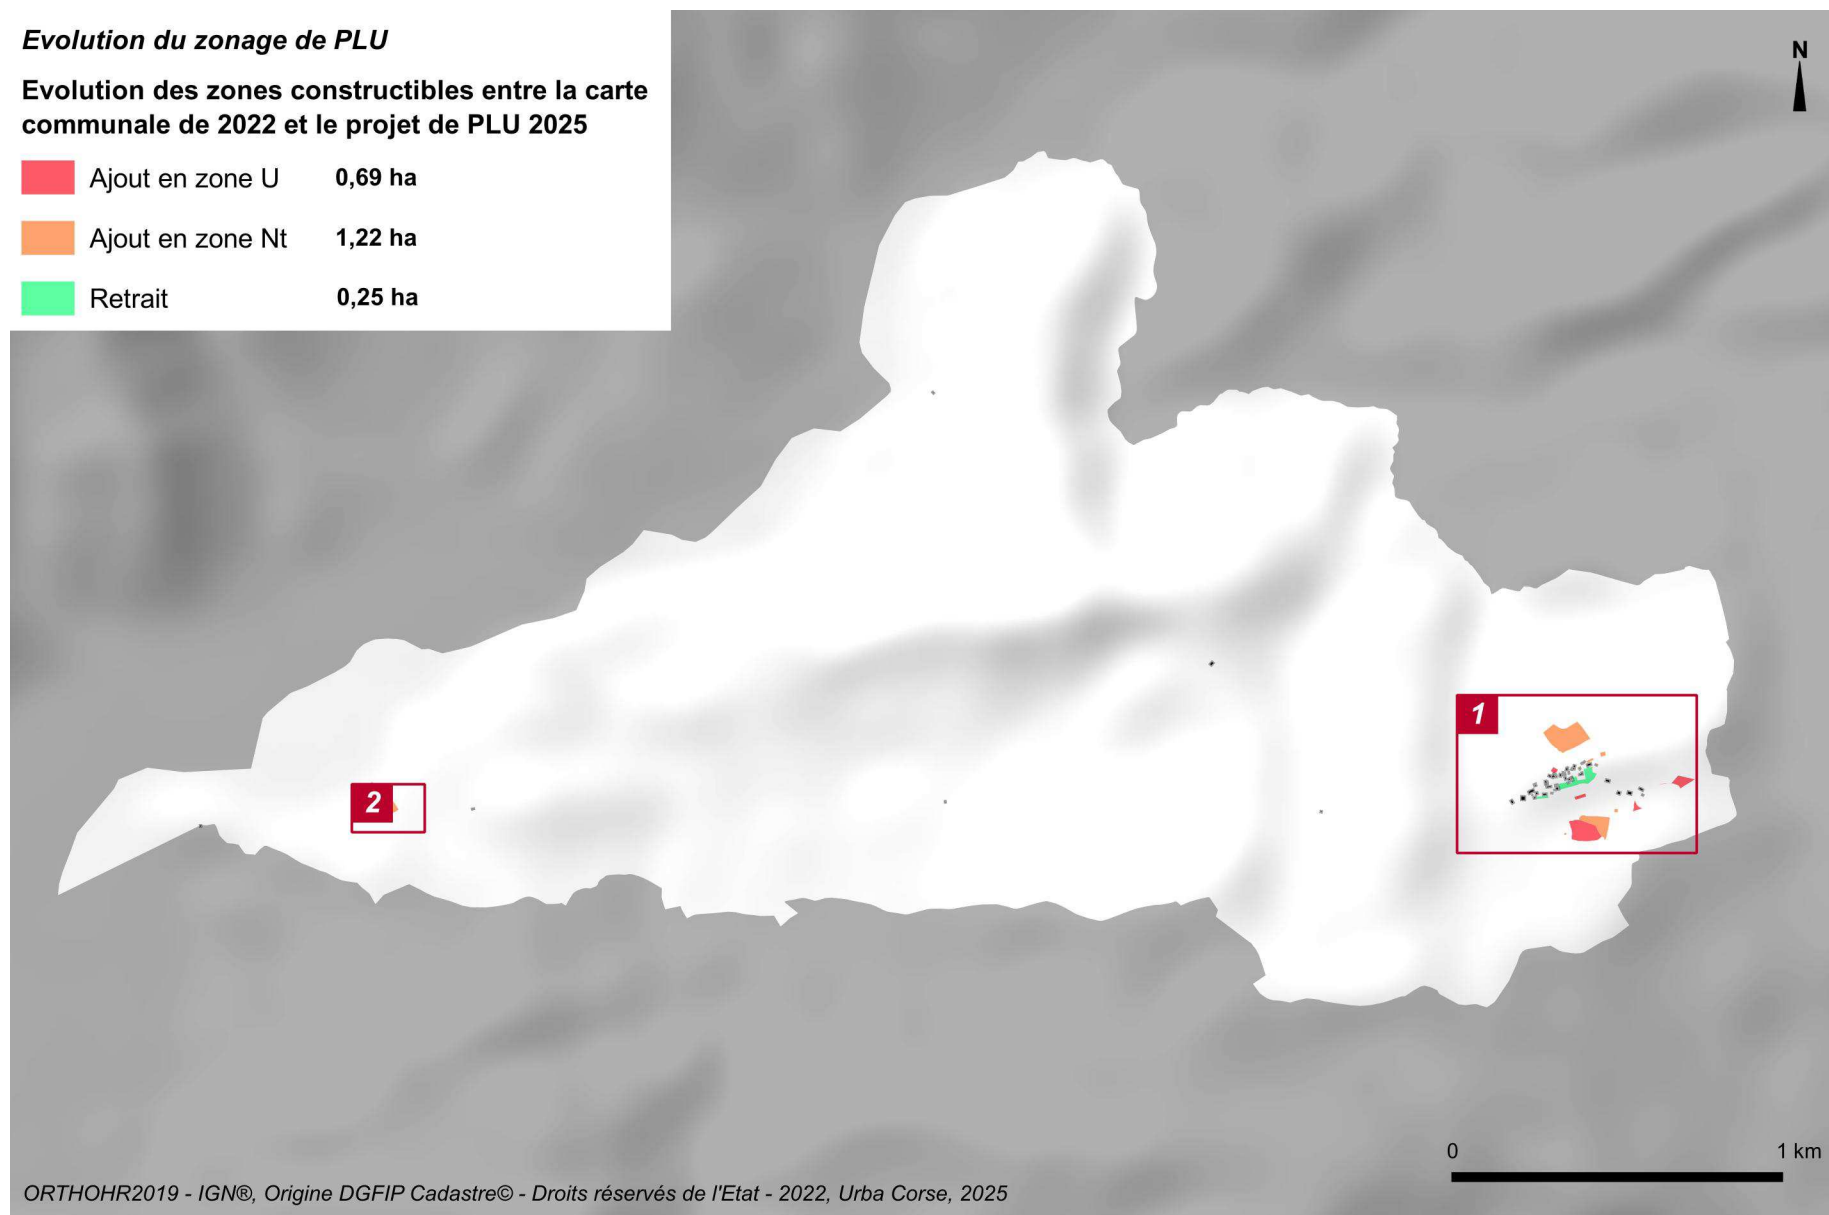 Evolution du zonage de PLU
Evolution des zones constructibles entre la carte
communale de 2022 et le projet de PLU 2025
Ajout en zone U 0,69 ha
Ajout en zone Nt 1,22 ha
Retrait 0,25 ha
N
1
2
0 1 km
ORTHOHR2019 - IGN®, Origine DGFIP Cadastre© - Droits réservés de l'Etat - 2022, Urba Corse, 2025